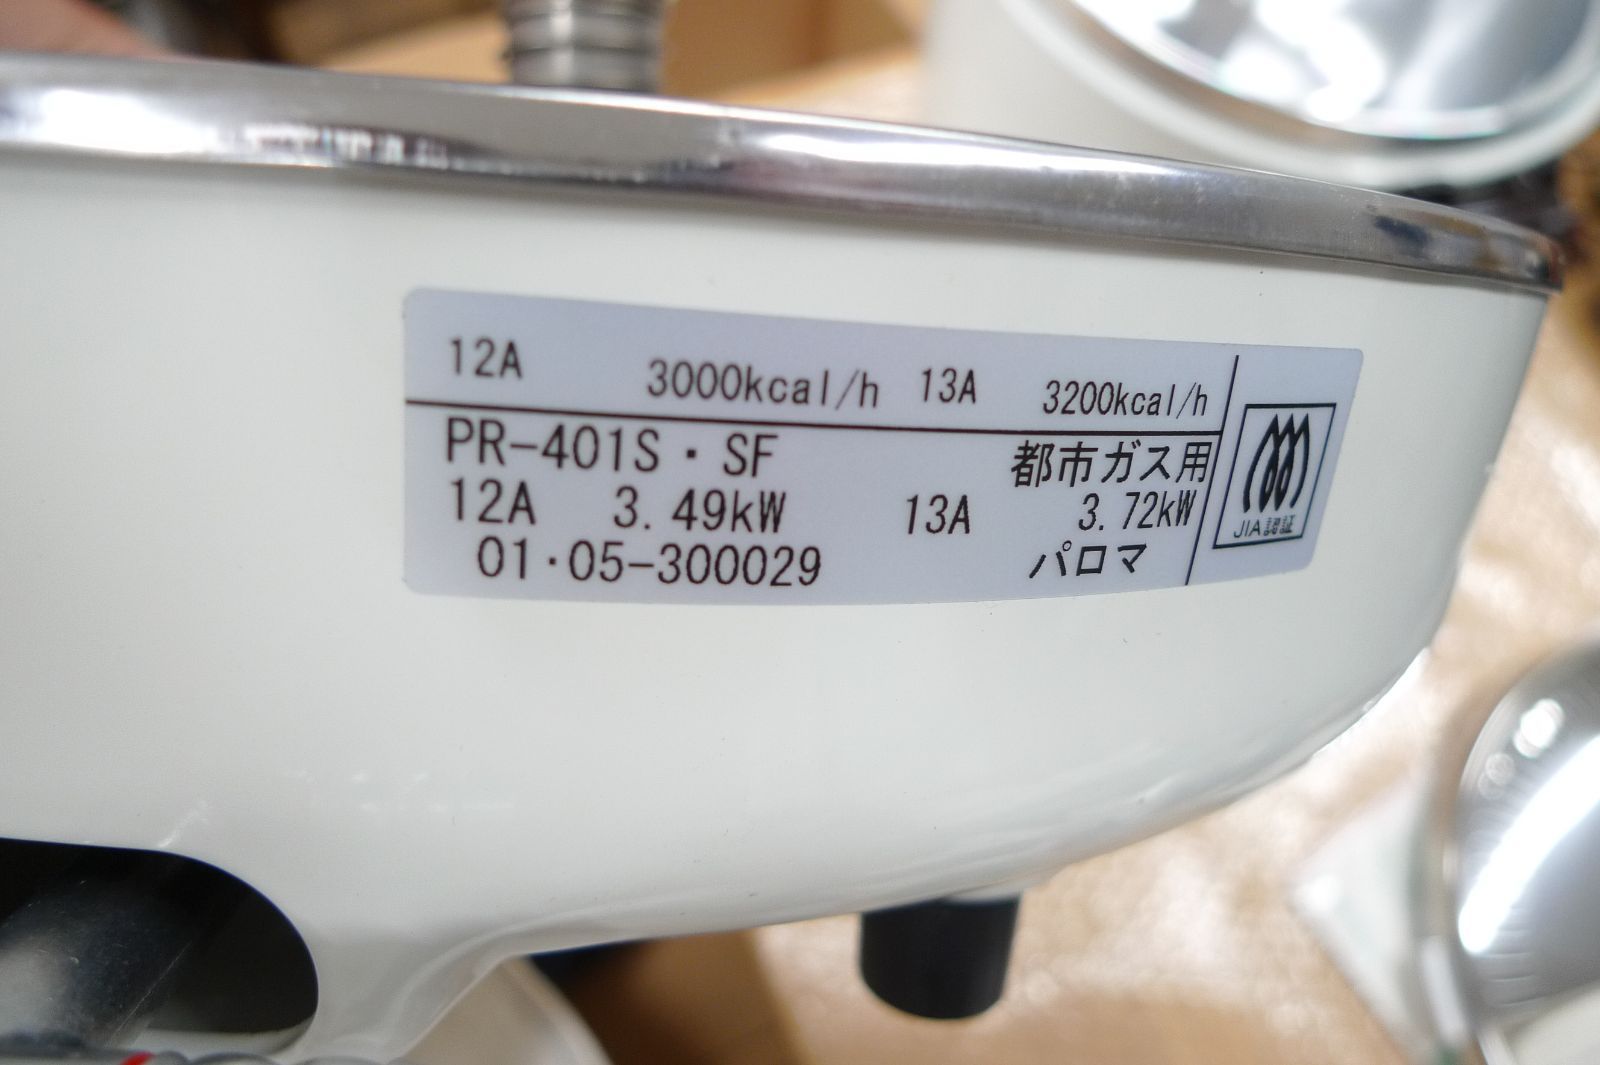 12A 3000kcal/h 13A 3200kcal/h
PR-401S・SF 都市ガス用
12A 3.49kW 13A 3.72kW
01・05-300029 パロマ
JIA認証